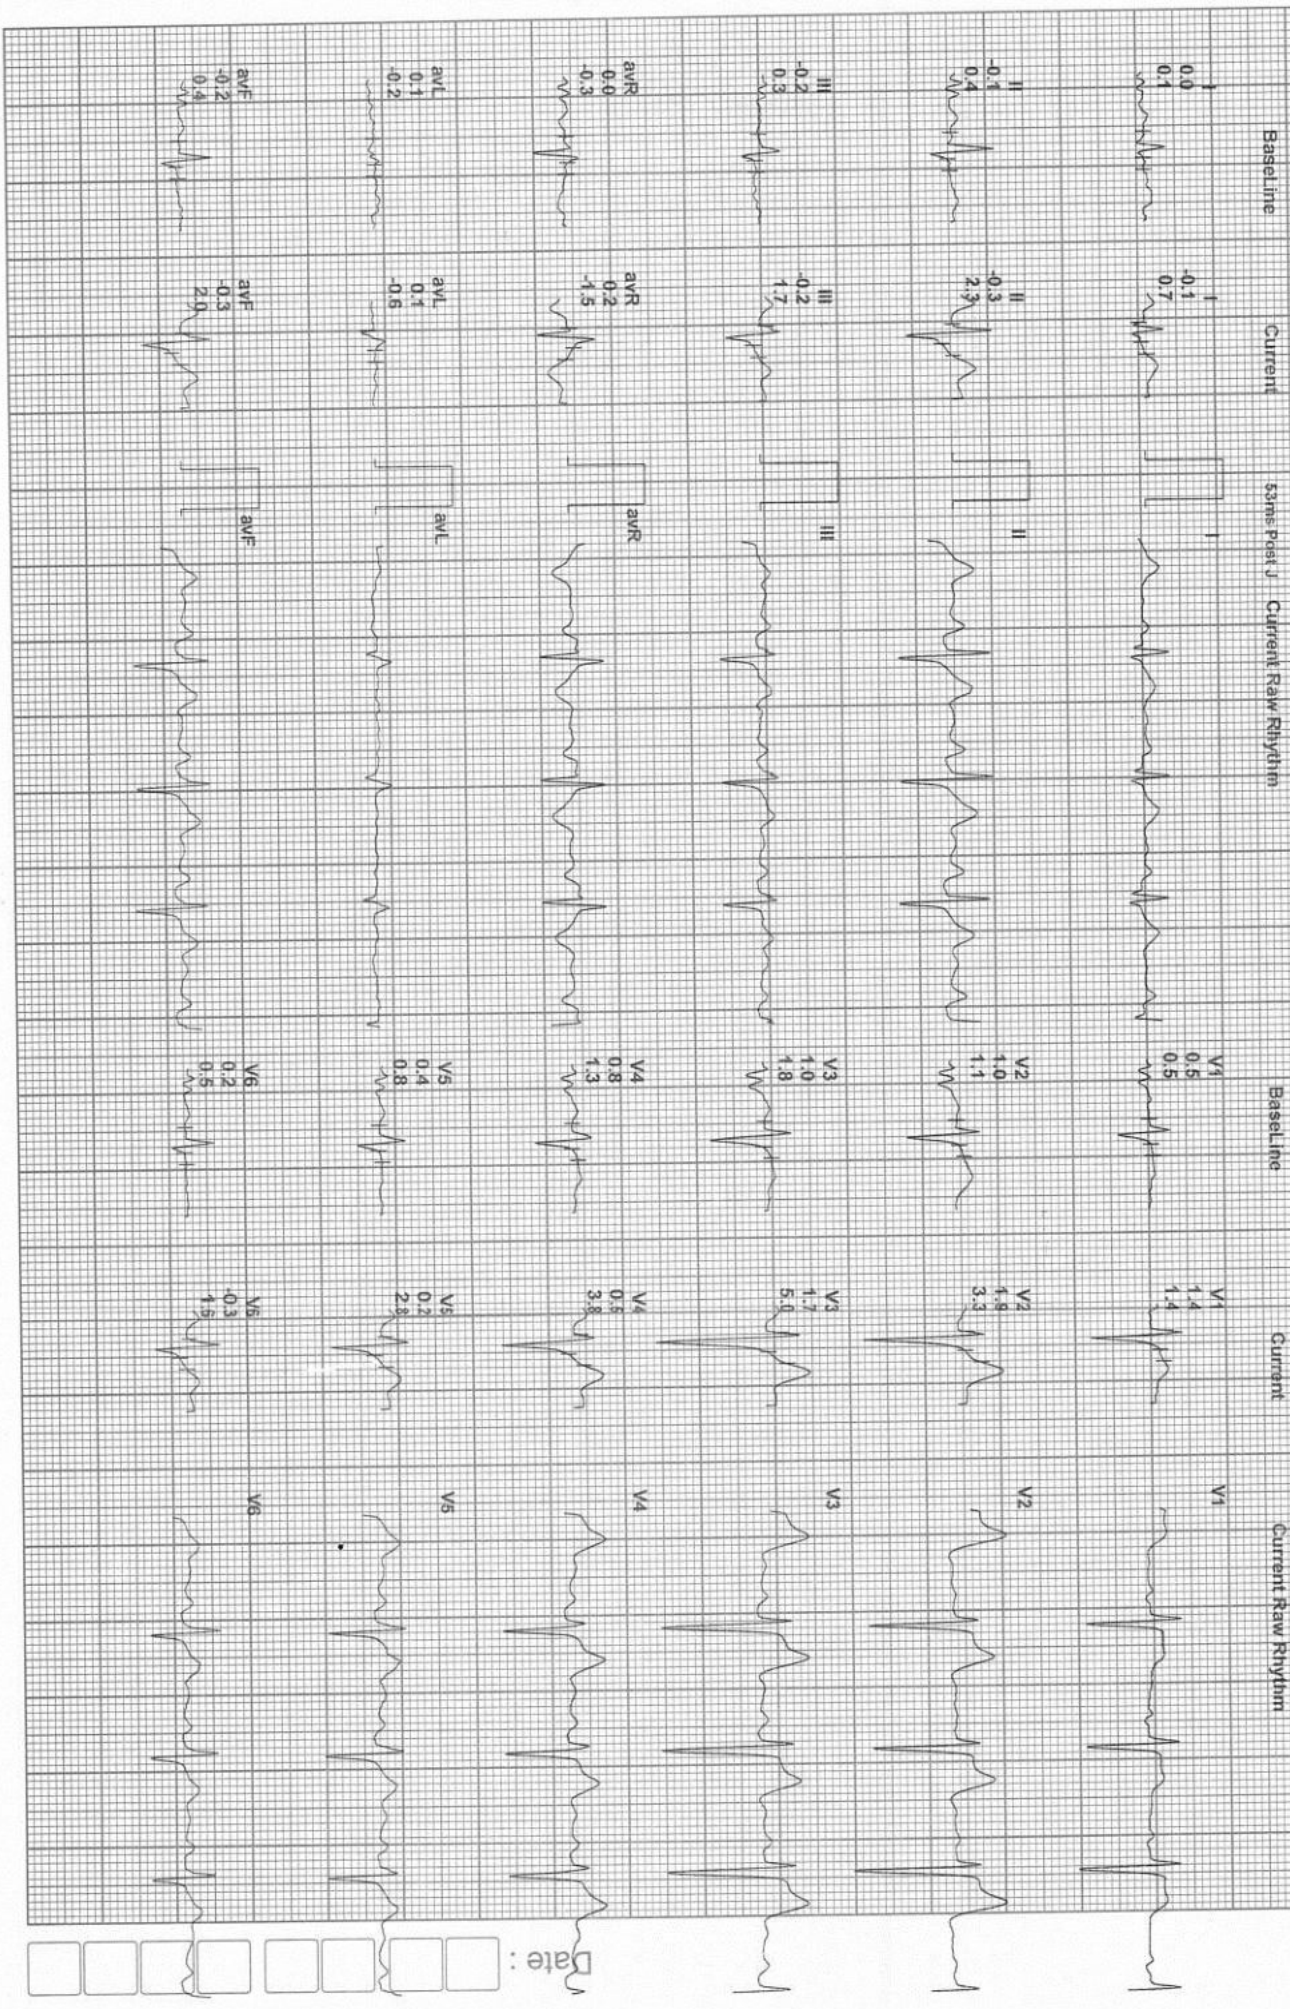 BaseLine Current 53ms Post J Current Raw Rhythm BaseLine Current Current Raw Rhythm
I I I V1 V1 V1
0.0 -0.1 0.5 1.4
0.1 0.7 0.5 1.4
II II II V2 V2 V2
-0.1 -0.3 1.0 1.9
0.4 2.3 1.1 3.3
III III III V3 V3 V3
-0.2 -0.2 1.0 1.7
0.3 1.7 1.8 5.0
avR avR avR V4 V4 V4
0.0 0.2 0.8 0.6
-0.3 -1.5 1.3 3.8
avL avL avL V5 V5 V5
0.1 0.1 0.4 0.2
-0.2 -0.6 0.8 2.8
avF avF avF V6 V6 V6
-0.2 -0.3 0.2 -0.3
0.4 2.0 0.5 1.6
Date :